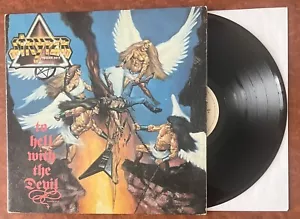 STRYPER
to
hell
with
the
Devil